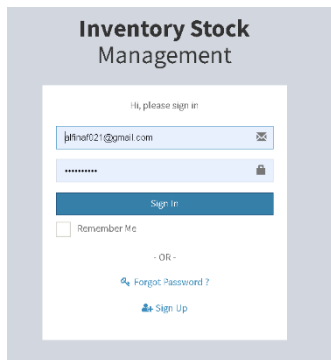 Inventory Stock
Management
Hi, please sign in
alfinaf021@gmail.com
••••••••••
Sign In
Remember Me
- OR -
Forgot Password ?
Sign Up